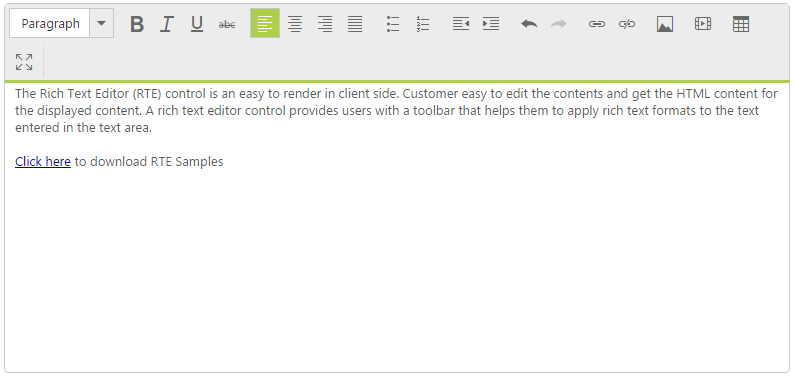 Paragraph B I U abc
The Rich Text Editor (RTE) control is an easy to render in client side. Customer easy to edit the contents and get the HTML content for
the displayed content. A rich text editor control provides users with a toolbar that helps them to apply rich text formats to the text
entered in the text area.
Click here to download RTE Samples